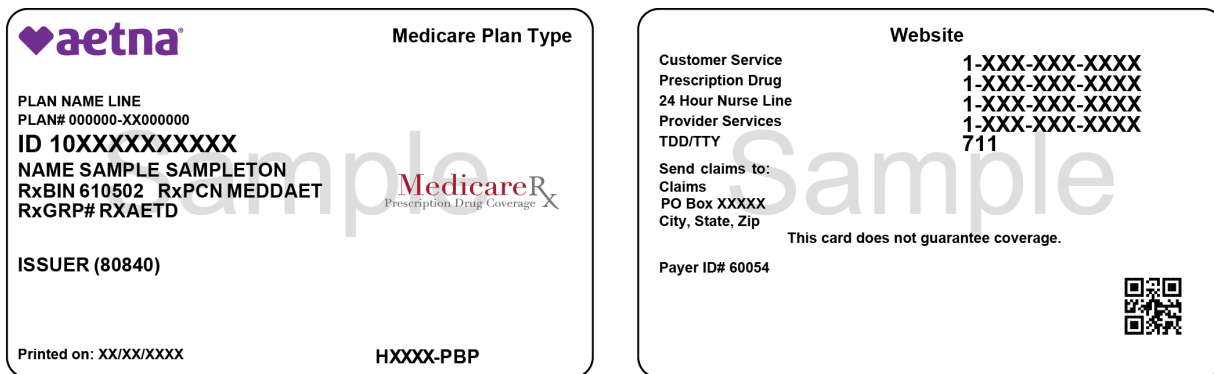 aetna®
Medicare Plan Type
PLAN NAME LINE
PLAN# 000000-XX000000
ID 10XXXXXXXXXX
NAME SAMPLE SAMPLETON
RxBIN 610502 RxPCN MEDDAET
RxGRP# RXAETD
MedicareRx
Prescription Drug Coverage
ISSUER (80840)
Printed on: XX/XX/XXXX
HXXXX-PBP
Sample
Website
Customer Service 1-XXX-XXX-XXXX
Prescription Drug 1-XXX-XXX-XXXX
24 Hour Nurse Line 1-XXX-XXX-XXXX
Provider Services 1-XXX-XXX-XXXX
TDD/TTY 711
Send claims to:
Claims
PO Box XXXXX
City, State, Zip
This card does not guarantee coverage.
Payer ID# 60054
Sample